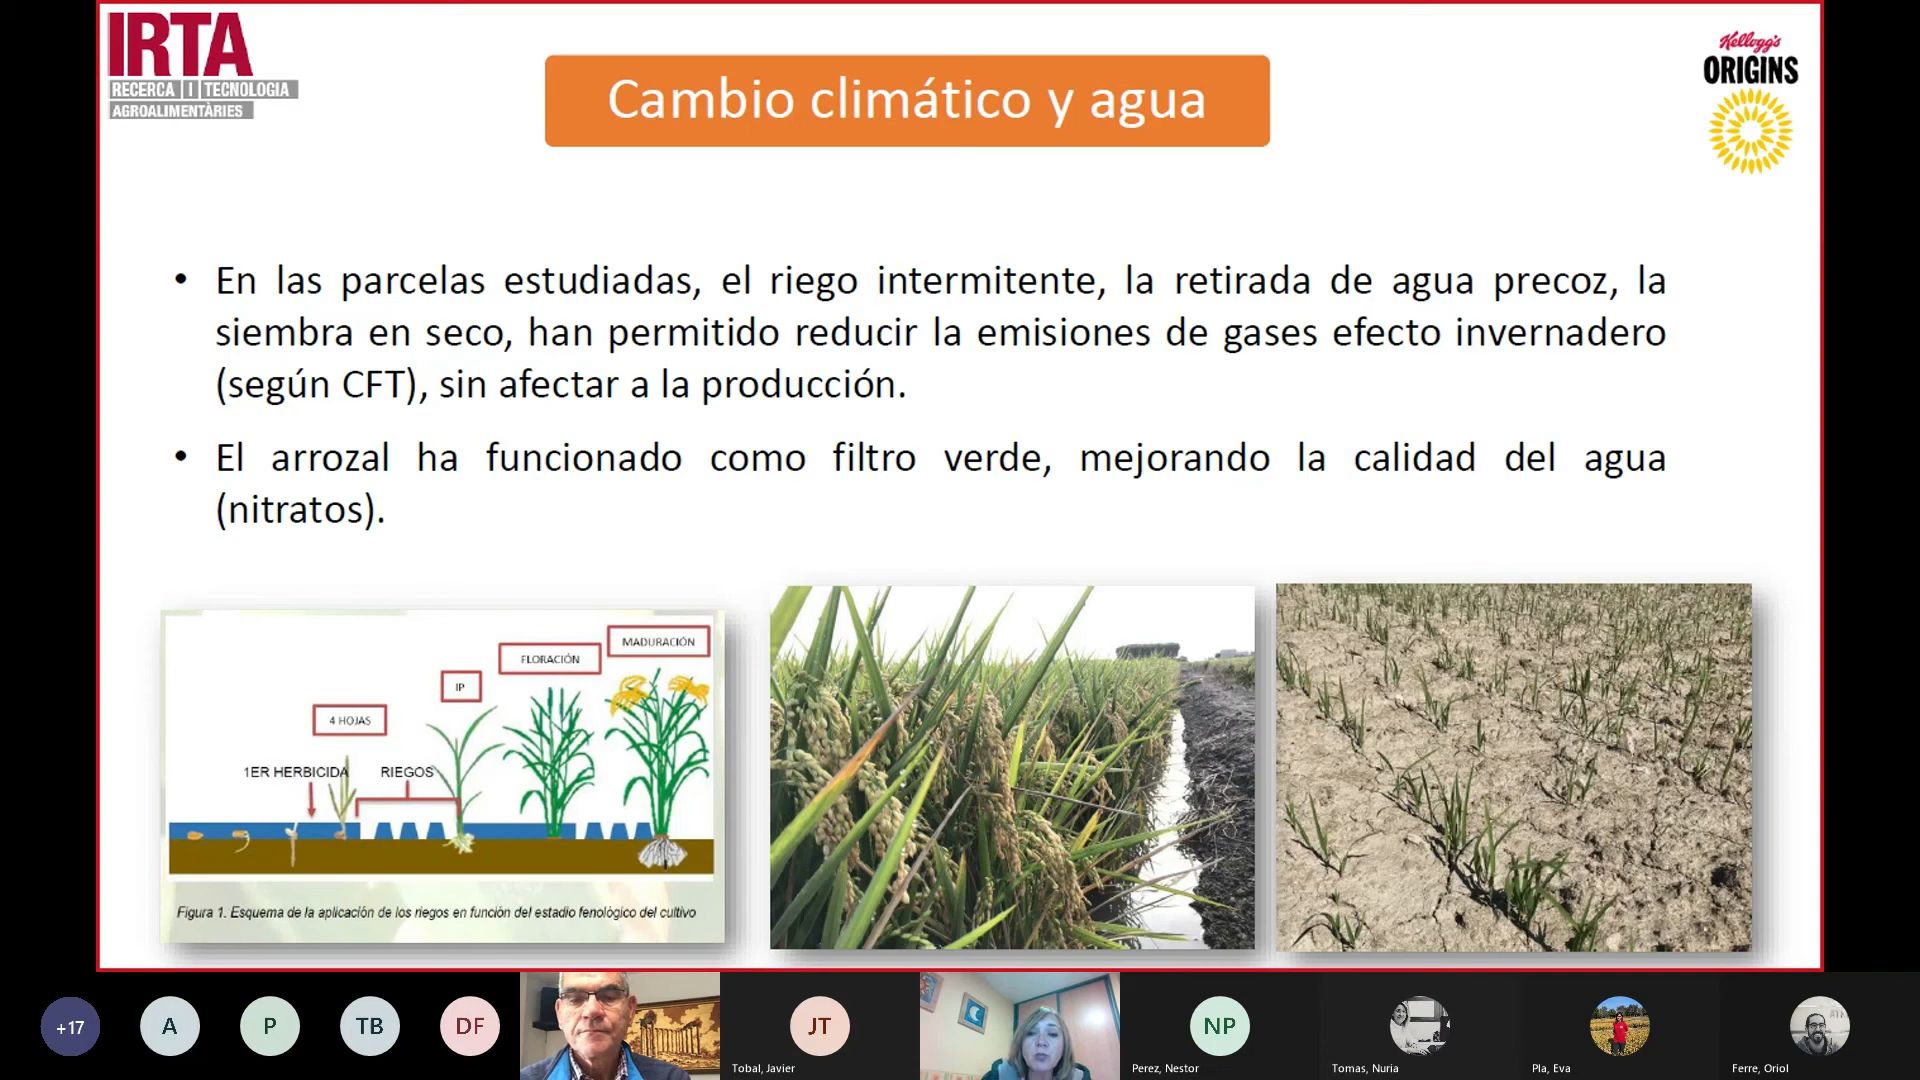 IRTA
RECERCA I TECNOLOGIA
AGROALIMENTÀRIES
Cambio climático y agua
Kellogg's
ORIGINS
• En las parcelas estudiadas, el riego intermitente, la retirada de agua precoz, la
siembra en seco, han permitido reducir la emisiones de gases efecto invernadero
(según CFT), sin afectar a la producción.
• El arrozal ha funcionado como filtro verde, mejorando la calidad del agua
(nitratos).
MADURACIÓN
FLORACIÓN
IP
4 HOJAS
1ER HERBICIDA
RIEGOS
Figura 1. Esquema de la aplicación de los riegos en función del estadio fenológico del cultivo
+17
A
P
TB
DF
JT
Tobal, Javier
NP
Perez, Nestor
Tomas, Nuria
Pla, Eva
Ferre, Oriol